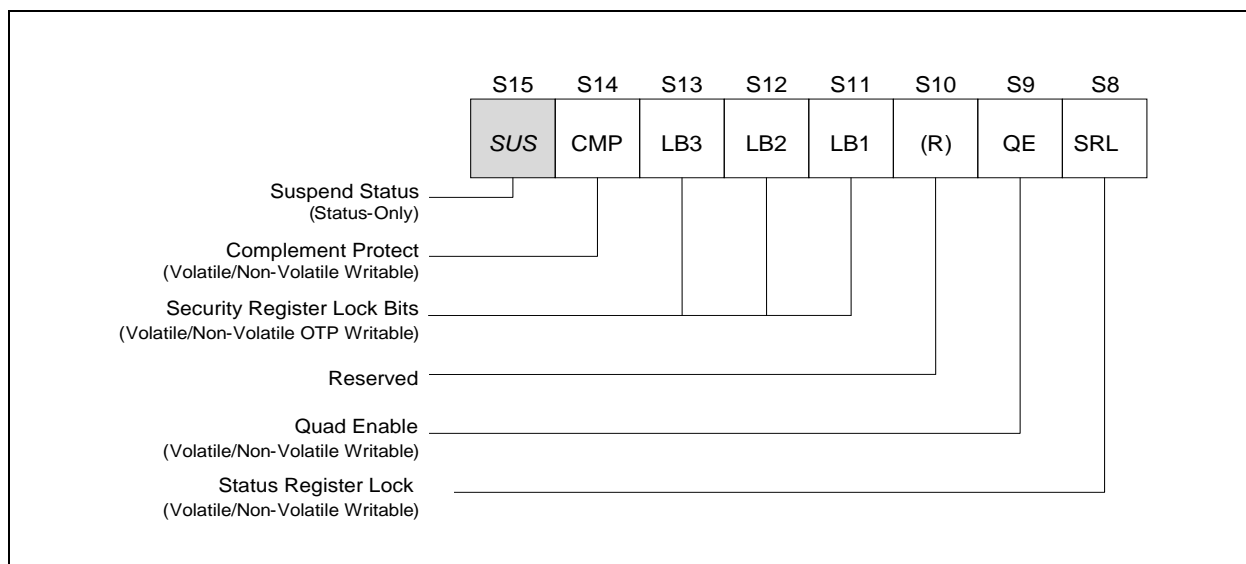 S15 S14 S13 S12 S11 S10 S9 S8
SUS CMP LB3 LB2 LB1 (R) QE SRL
Suspend Status
(Status-Only)
Complement Protect
(Volatile/Non-Volatile Writable)
Security Register Lock Bits
(Volatile/Non-Volatile OTP Writable)
Reserved
Quad Enable
(Volatile/Non-Volatile Writable)
Status Register Lock
(Volatile/Non-Volatile Writable)